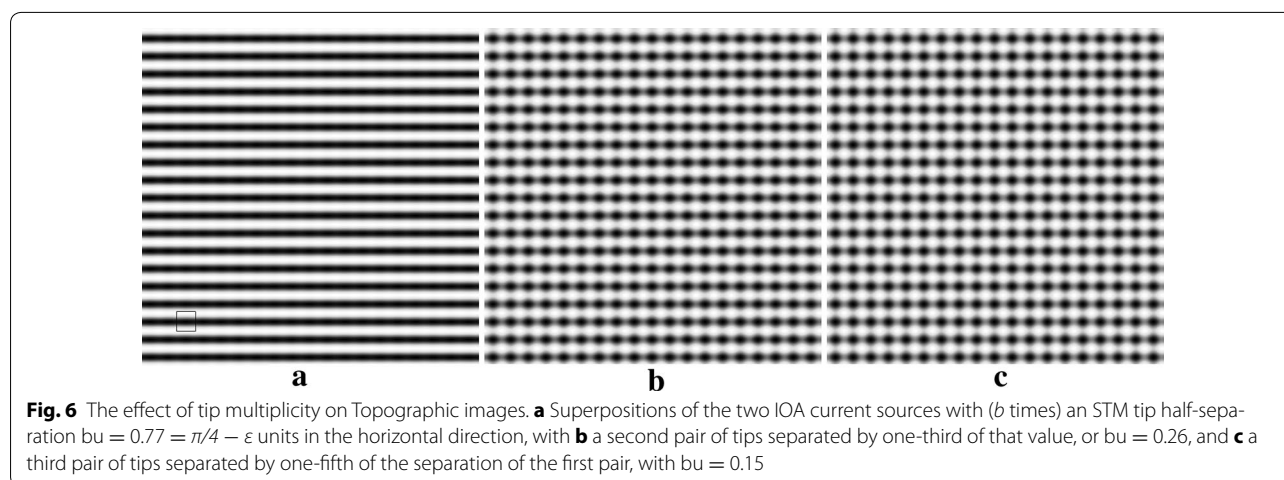 a b c
Fig. 6 The effect of tip multiplicity on Topographic images. a Superpositions of the two IOA current sources with (b times) an STM tip half-sepa-
ration bu = 0.77 = π/4 − ε units in the horizontal direction, with b a second pair of tips separated by one-third of that value, or bu = 0.26, and c a
third pair of tips separated by one-fifth of the separation of the first pair, with bu = 0.15